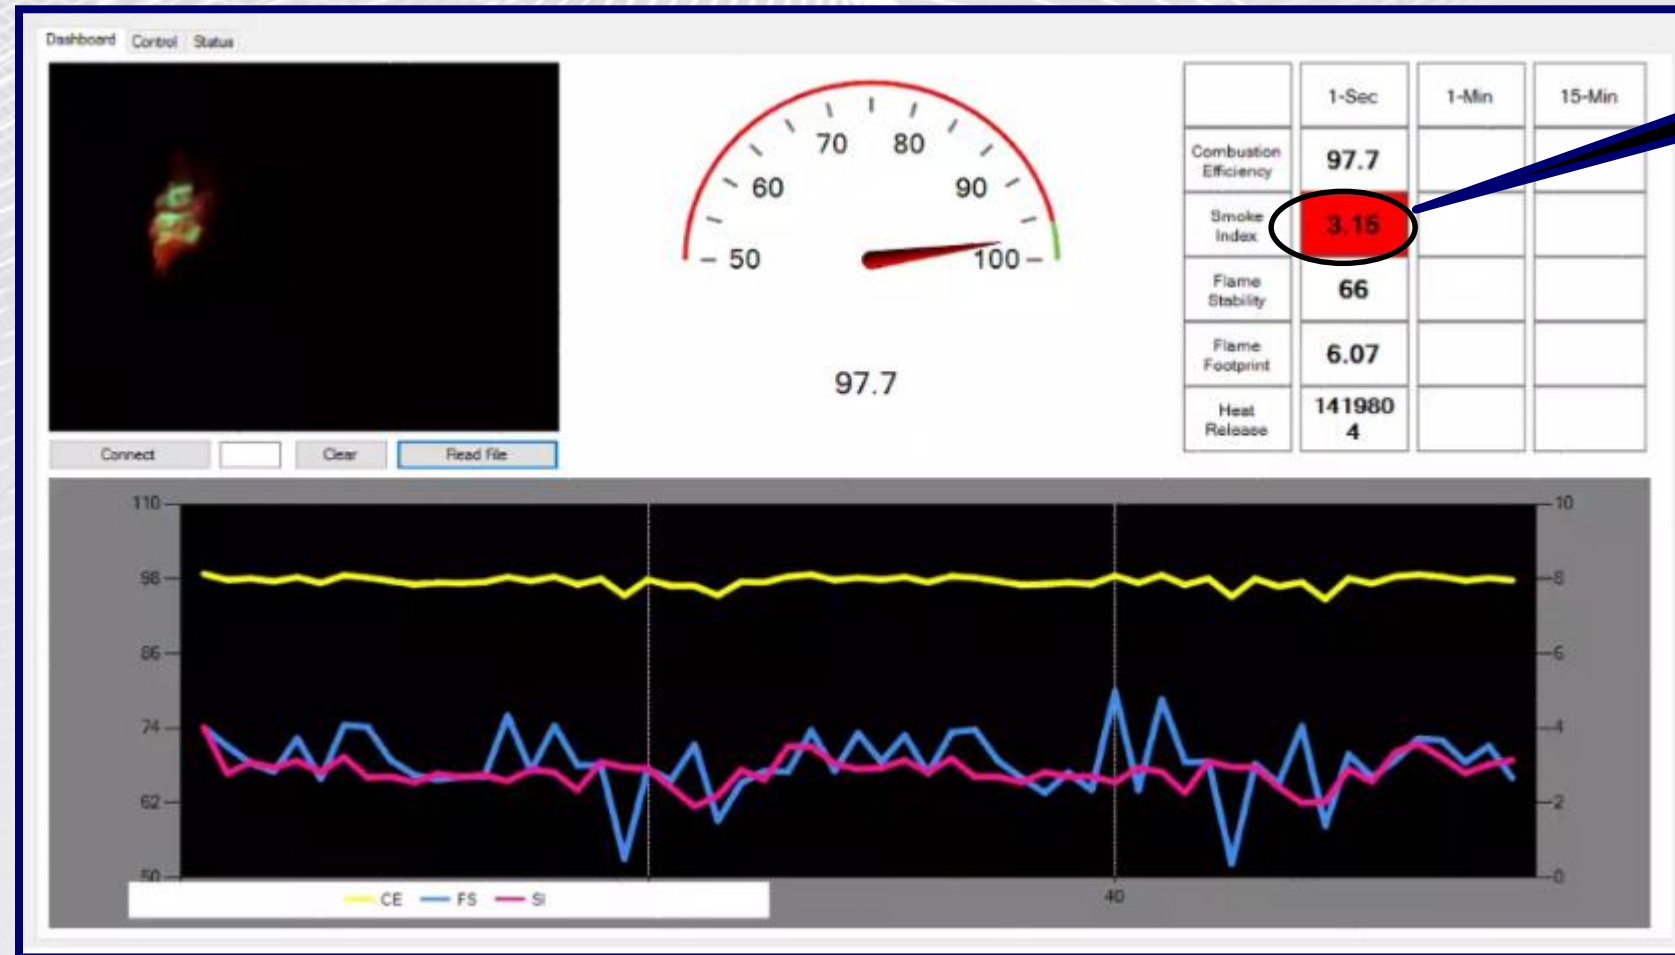 Dashboard Control Status
50 60 70 80 90 100
97.7
1-Sec 1-Min 15-Min
Combustion
Efficiency
97.7
Smoke
Index
3.15
Flame
Stability
66
Flame
Footprint
6.07
Heat
Release
141980
4
Connect Clear Read File
110
98
86
74
62
50
10
8
6
4
2
0
40
CE FS SI